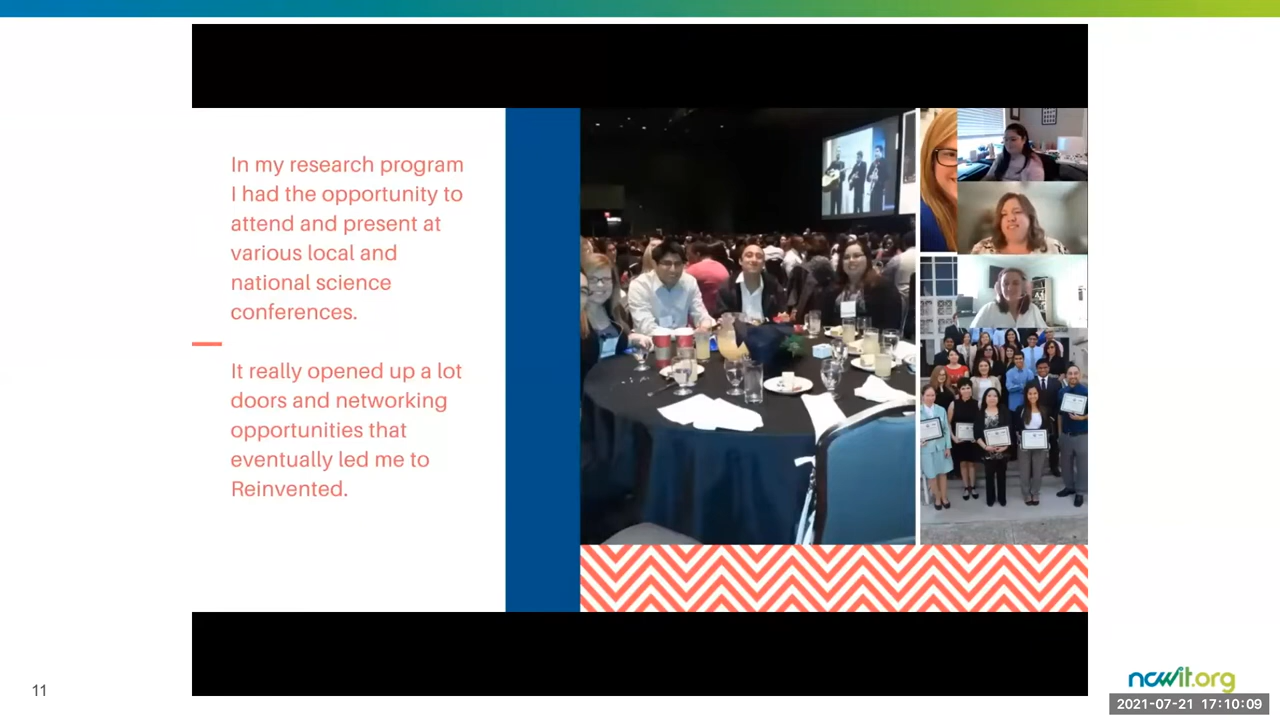 In my research program
I had the opportunity to
attend and present at
various local and
national science
conferences.
It really opened up a lot
doors and networking
opportunities that
eventually led me to
Reinvented.
11
ncwit.org
2021-07-21 17:10:09